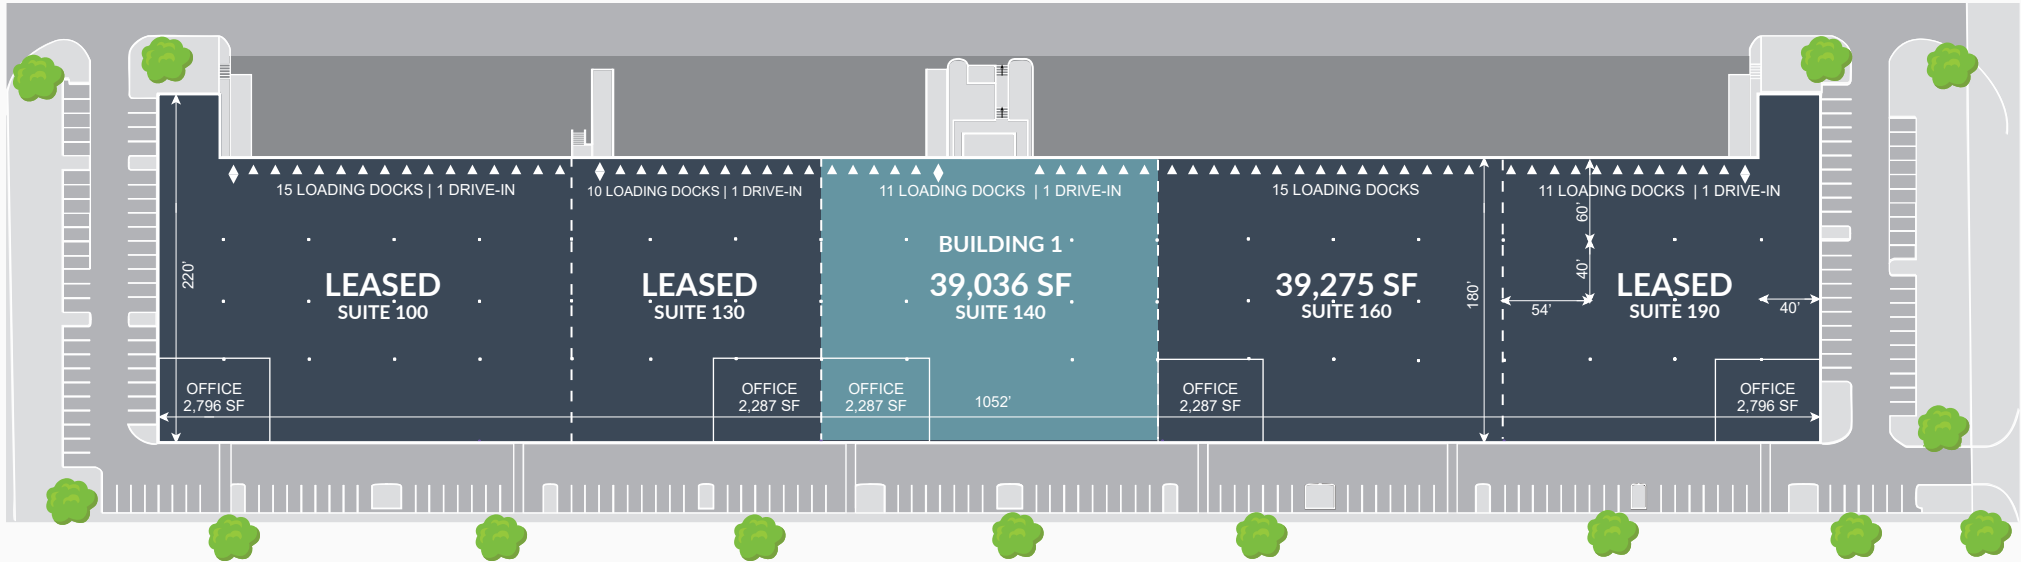 15 LOADING DOCKS | 1 DRIVE-IN
10 LOADING DOCKS | 1 DRIVE-IN
11 LOADING DOCKS | 1 DRIVE-IN
15 LOADING DOCKS
11 LOADING DOCKS | 1 DRIVE-IN
60'
BUILDING 1
220'
LEASED
SUITE 100
LEASED
SUITE 130
39,036 SF
SUITE 140
39,275 SF
SUITE 160
180'
40'
54'
LEASED
SUITE 190
40'
OFFICE
2,796 SF
OFFICE
2,287 SF
OFFICE
2,287 SF
1052'
OFFICE
2,287 SF
OFFICE
2,796 SF